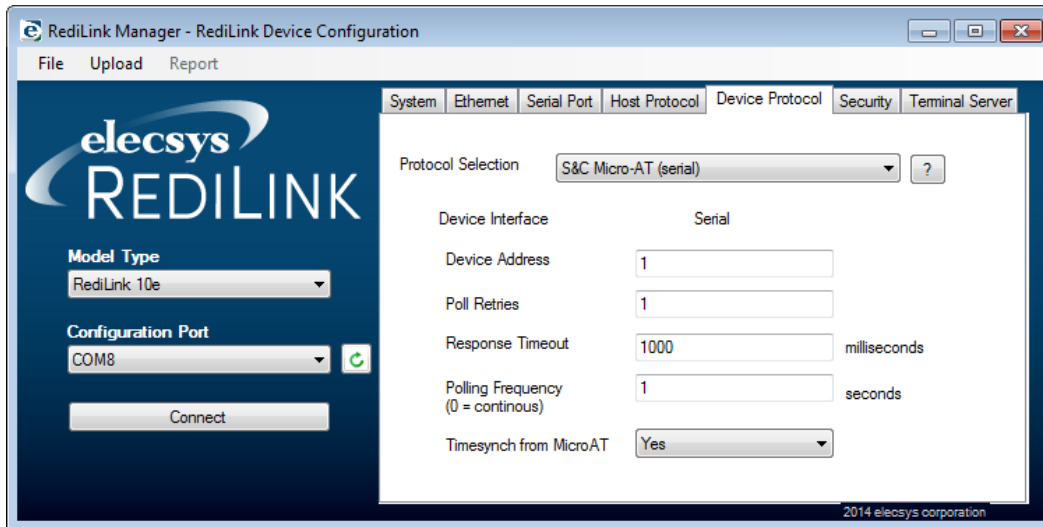 RediLink Manager - RediLink Device Configuration
File Upload Report
System Ethernet Serial Port Host Protocol Device Protocol Security Terminal Server
elecsys
REDILINK
Model Type
RediLink 10e
Configuration Port
COM8
Connect
Protocol Selection S&C Micro-AT (serial) ?
Device Interface Serial
Device Address 1
Poll Retries 1
Response Timeout 1000 milliseconds
Polling Frequency 1 seconds
(0 = continous)
Timesynch from MicroAT Yes
2014 elecsys corporation